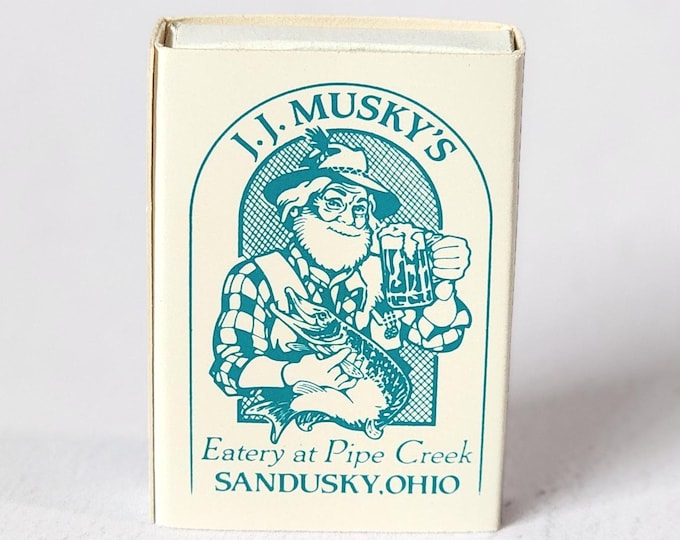 J.J. MUSKY'S
Eatery at Pipe Creek
SANDUSKY, OHIO